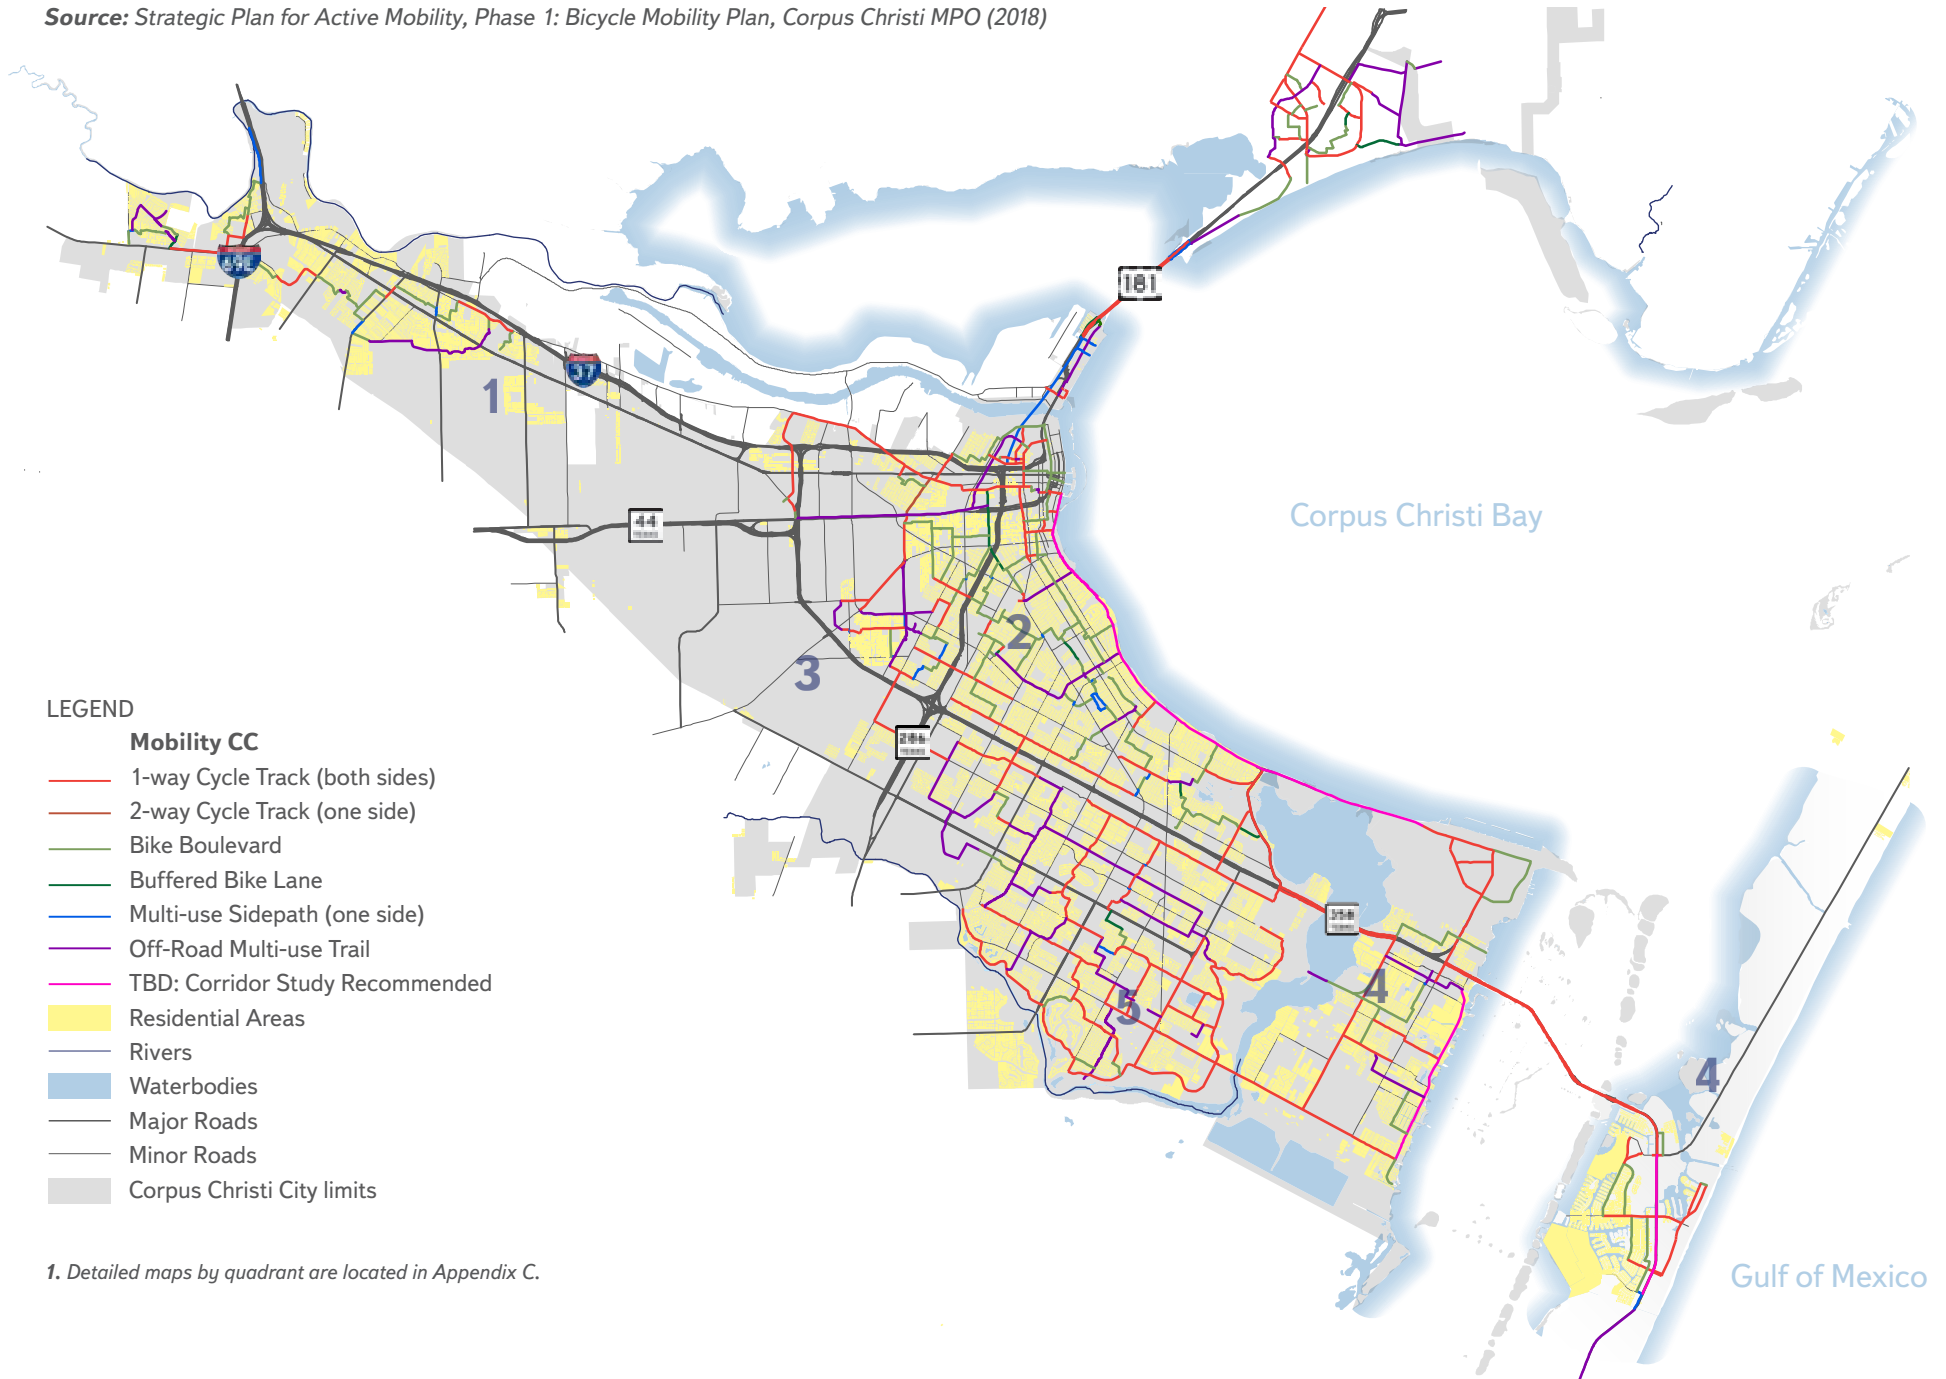 Source: Strategic Plan for Active Mobility, Phase 1: Bicycle Mobility Plan, Corpus Christi MPO (2018)
181
37
1
44
Corpus Christi Bay
2
3
LEGEND
Mobility CC
1-way Cycle Track (both sides)
2-way Cycle Track (one side)
Bike Boulevard
Buffered Bike Lane
Multi-use Sidepath (one side)
Off-Road Multi-use Trail
TBD: Corridor Study Recommended
Residential Areas
Rivers
Waterbodies
Major Roads
Minor Roads
Corpus Christi City limits
4
5
4
1. Detailed maps by quadrant are located in Appendix C.
Gulf of Mexico